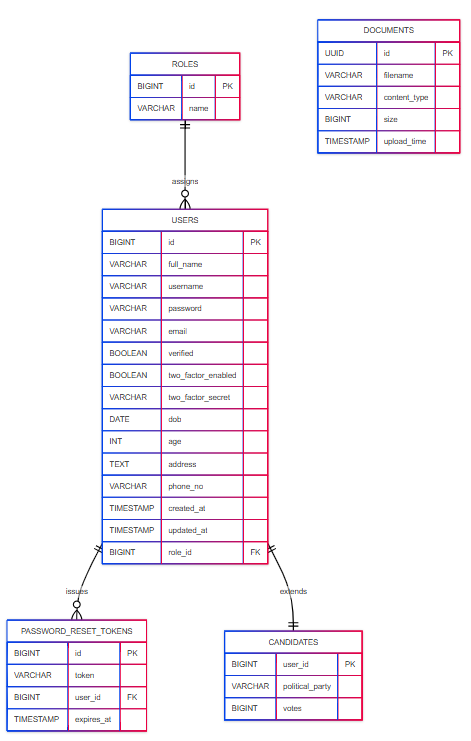 DOCUMENTS
UUID id PK
VARCHAR filename
VARCHAR content_type
BIGINT size
TIMESTAMP upload_time
ROLES
BIGINT id PK
VARCHAR name
assigns
USERS
BIGINT id PK
VARCHAR full_name
VARCHAR username
VARCHAR password
VARCHAR email
BOOLEAN verified
BOOLEAN two_factor_enabled
VARCHAR two_factor_secret
DATE dob
INT age
TEXT address
VARCHAR phone_no
TIMESTAMP created_at
TIMESTAMP updated_at
BIGINT role_id FK
issues
extends
PASSWORD_RESET_TOKENS
BIGINT id PK
VARCHAR token
BIGINT user_id FK
TIMESTAMP expires_at
CANDIDATES
BIGINT user_id PK
VARCHAR political_party
BIGINT votes